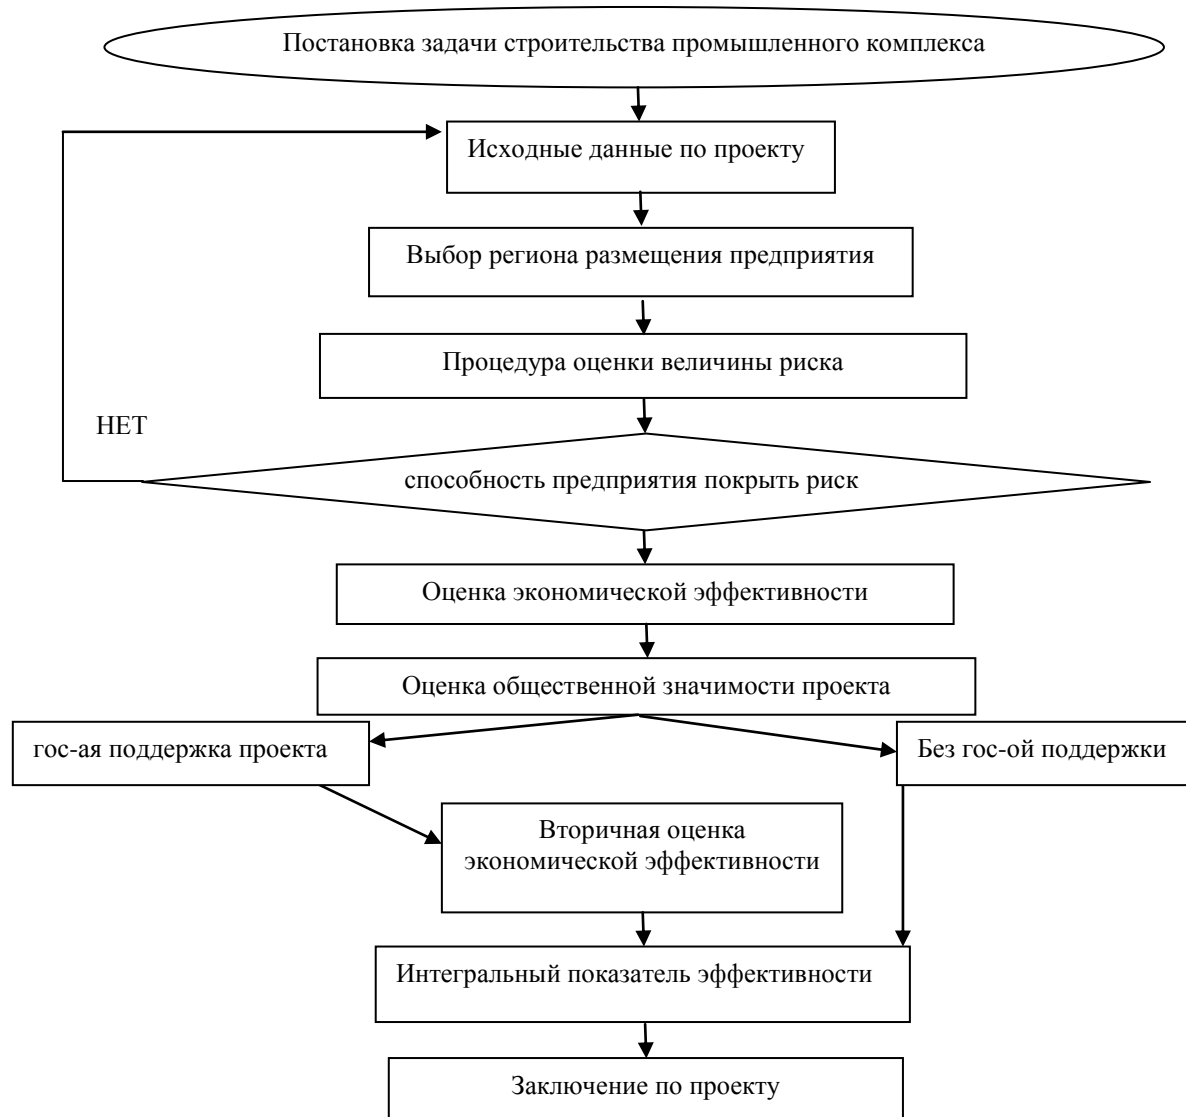 Постановка задачи строительства промышленного комплекса
Исходные данные по проекту
Выбор региона размещения предприятия
Процедура оценки величины риска
НЕТ
способность предприятия покрыть риск
Оценка экономической эффективности
Оценка общественной значимости проекта
гос-ая поддержка проекта
Без гос-ой поддержки
Вторичная оценка
экономической эффективности
Интегральный показатель эффективности
Заключение по проекту